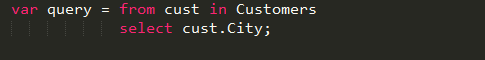 var query = from cust in Customers
select cust.City;